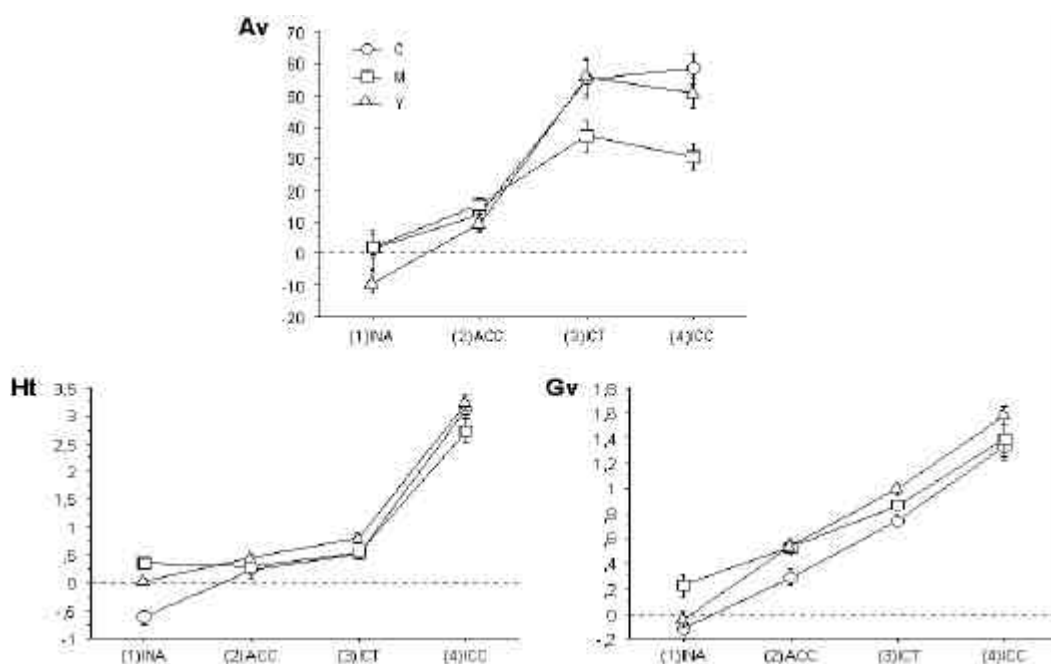 Av
70
60
50
40
30
20
10
0
-10
-20
C
M
Y
(1)INA
(2)ACC
(3)ICT
(4)ICC
Ht
3,5
3
2,5
2
1,5
1
,5
0
-,5
-1
(1)INA
(2)ACC
(3)ICT
(4)ICC
Gv
1,8
1,6
1,4
1,2
1
,8
,6
,4
,2
0
-,2
(1)INA
(2)ACC
(3)ICT
(4)ICC